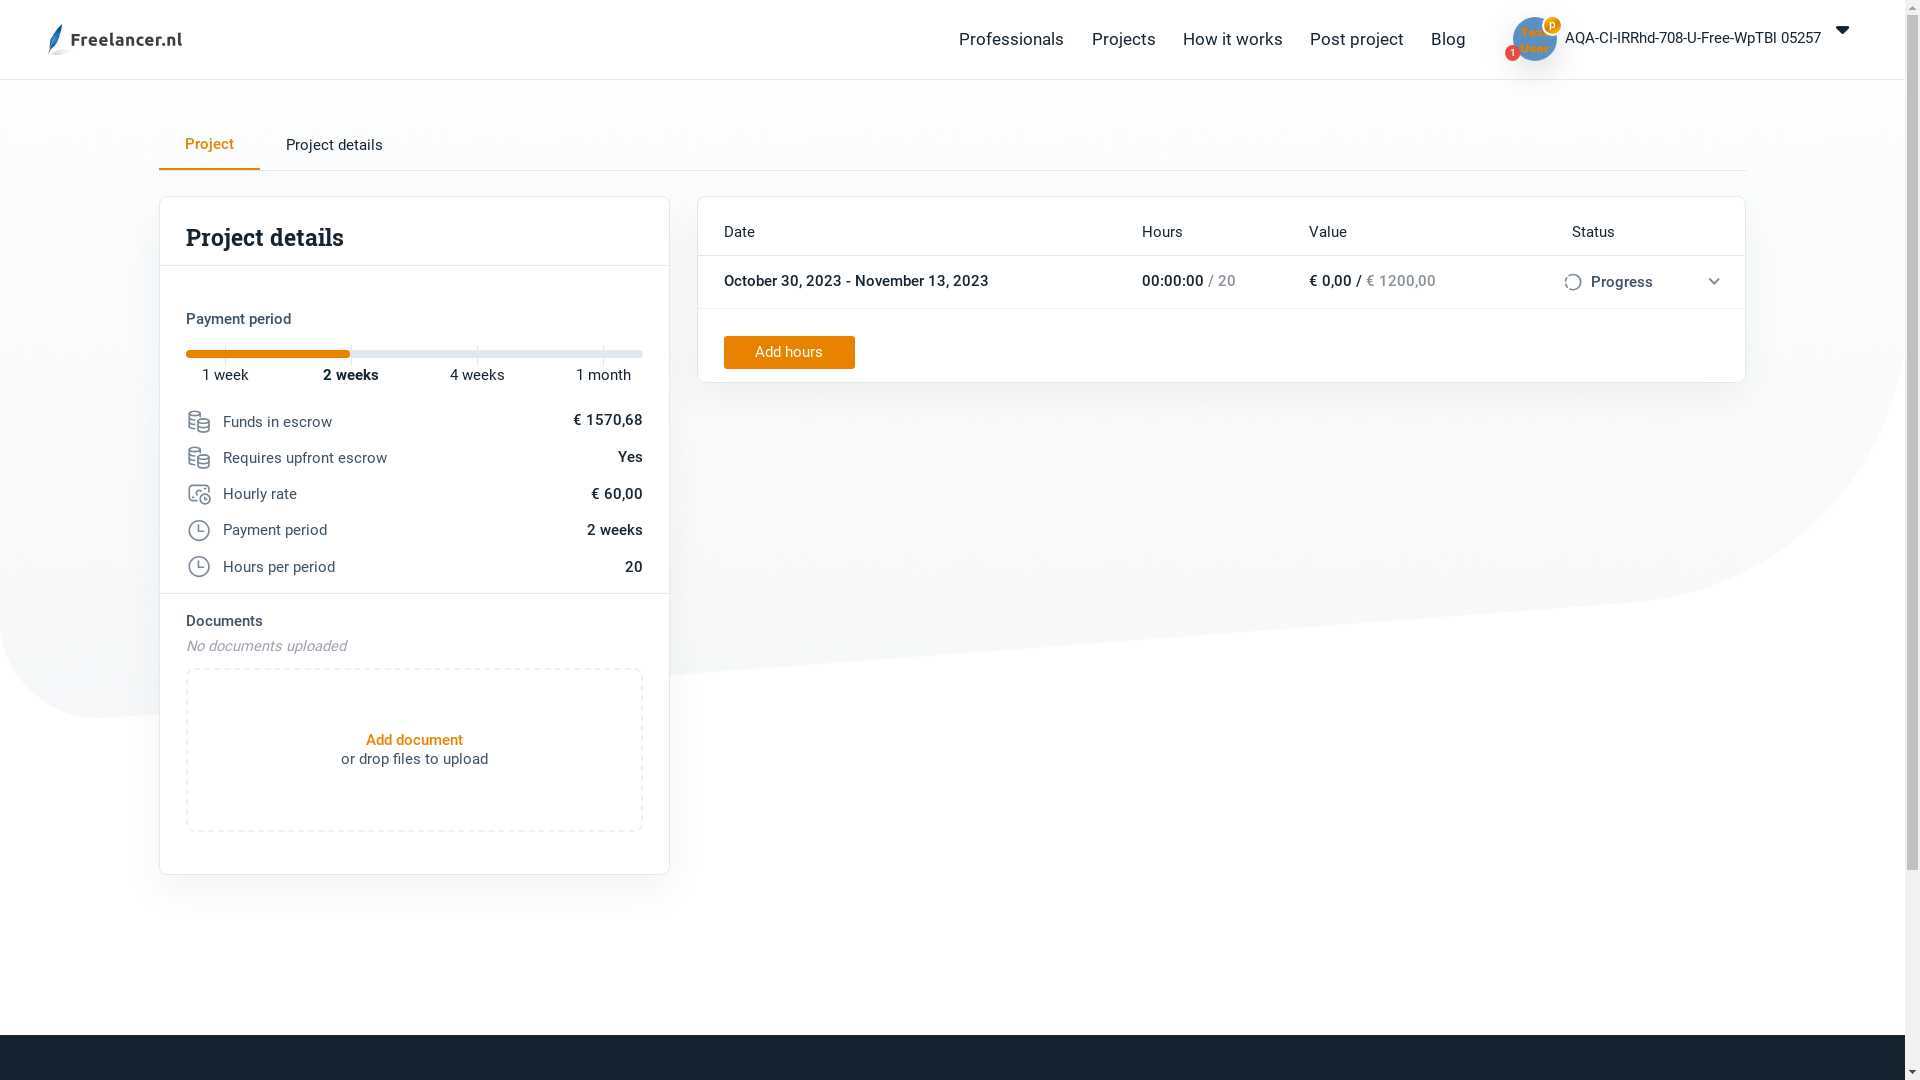 Freelancer.nl
Professionals
Projects
How it works
Post project
Blog
p
1
AQA-CI-IRRhd-708-U-Free-WpTBI 05257
Project
Project details
Project details
Payment period
1 week
2 weeks
4 weeks
1 month
Funds in escrow
€ 1570,68
Requires upfront escrow
Yes
Hourly rate
€ 60,00
Payment period
2 weeks
Hours per period
20
Documents
No documents uploaded
Add document
or drop files to upload
Date
Hours
Value
Status
October 30, 2023 - November 13, 2023
00:00:00 / 20
€ 0,00 / € 1200,00
Progress
Add hours